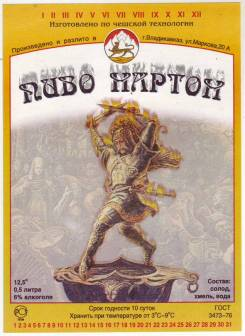 I II III IV V VI VII VIII IX X XI XII
Изготовлено по чешской технологии
Произведено и разлито в г.Владикавказ, ул.Маркова,20 А
ПИВО НАРТОН
12,5°
0,5 литра
5% алкоголя
Состав:
солод,
хмель, вода
Срок годности 10 суток
Хранить при температуре от 3°С-9°С
ГОСТ
3473-76
1 2 3 4 5 6 7 8 9 10 11 12 13 14 15 16 17 18 19 20 21 22 23 24 25 26 27 28 29 30 31